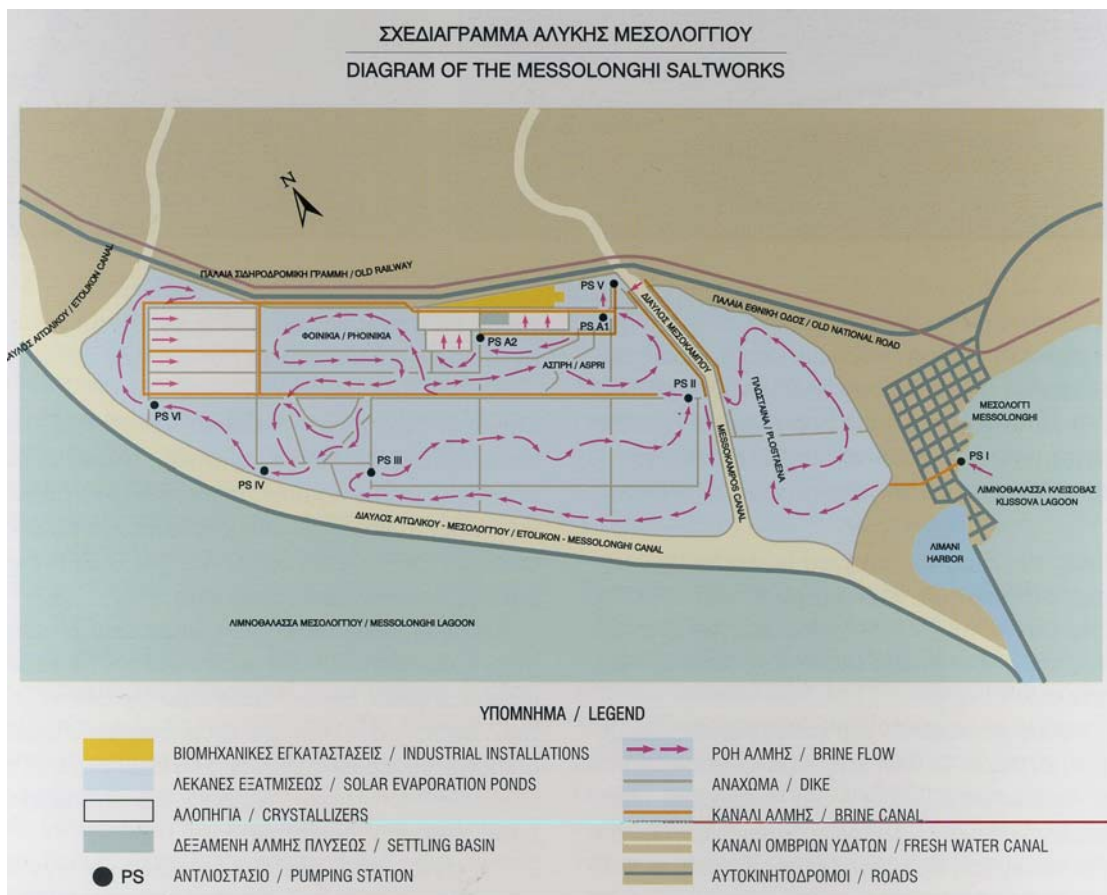 ΣΧΕΔΙΑΓΡΑΜΜΑ ΑΛΥΚΗΣ ΜΕΣΟΛΟΓΓΙΟΥ
DIAGRAM OF THE MESSOLONGHI SALTWORKS
N
ΠΑΛΑΙΑ ΣΙΔΗΡΟΔΡΟΜΙΚΗ ΓΡΑΜΜΗ / OLD RAILWAY
ΔΙΑΥΛΟΣ ΑΙΤΩΛΙΚΟΥ / ETOLIKON CANAL
PS V
ΔΙΑΥΛΟΣ ΜΕΣΟΚΑΜΠΟΥ
ΠΑΛΑΙΑ ΕΘΝΙΚΗ ΟΔΟΣ / OLD NATIONAL ROAD
PS A1
ΦΟΙΝΙΚΙΑ / PHOINIKIA
PS A2
ΑΣΠΡΗ / ASPRI
PS II
ΠΛΩΣΤΑΙΝΑ / PLOSTAENA
ΜΕΣΟΛΟΓΓΙ
MESSOLONGHI
PS VI
MESSOKAMPOS CANAL
PS I
PS IV
PS III
ΛΙΜΝΟΘΑΛΑΣΣΑ ΚΛΕΙΣΟΒΑΣ
KLISSOVA LAGOON
ΔΙΑΥΛΟΣ ΑΙΤΩΛΙΚΟΥ - ΜΕΣΟΛΟΓΓΙΟΥ / ETOLIKON - MESSOLONGHI CANAL
ΛΙΜΑΝΙ
HARBOR
ΛΙΜΝΟΘΑΛΑΣΣΑ ΜΕΣΟΛΟΓΓΙΟΥ / MESSOLONGHI LAGOON
ΥΠΟΜΝΗΜΑ / LEGEND
ΒΙΟΜΗΧΑΝΙΚΕΣ ΕΓΚΑΤΑΣΤΑΣΕΙΣ / INDUSTRIAL INSTALLATIONS
ΛΕΚΑΝΕΣ ΕΞΑΤΜΙΣΕΩΣ / SOLAR EVAPORATION PONDS
ΑΛΟΠΗΓΙΑ / CRYSTALLIZERS
ΔΕΞΑΜΕΝΗ ΑΛΜΗΣ ΠΛΥΣΕΩΣ / SETTLING BASIN
PS ΑΝΤΛΙΟΣΤΑΣΙΟ / PUMPING STATION
ΡΟΗ ΑΛΜΗΣ / BRINE FLOW
ΑΝΑΧΩΜΑ / DIKE
ΚΑΝΑΛΙ ΑΛΜΗΣ / BRINE CANAL
ΚΑΝΑΛΙ ΟΜΒΡΙΩΝ ΥΔΑΤΩΝ / FRESH WATER CANAL
ΑΥΤΟΚΙΝΗΤΟΔΡΟΜΟΙ / ROADS